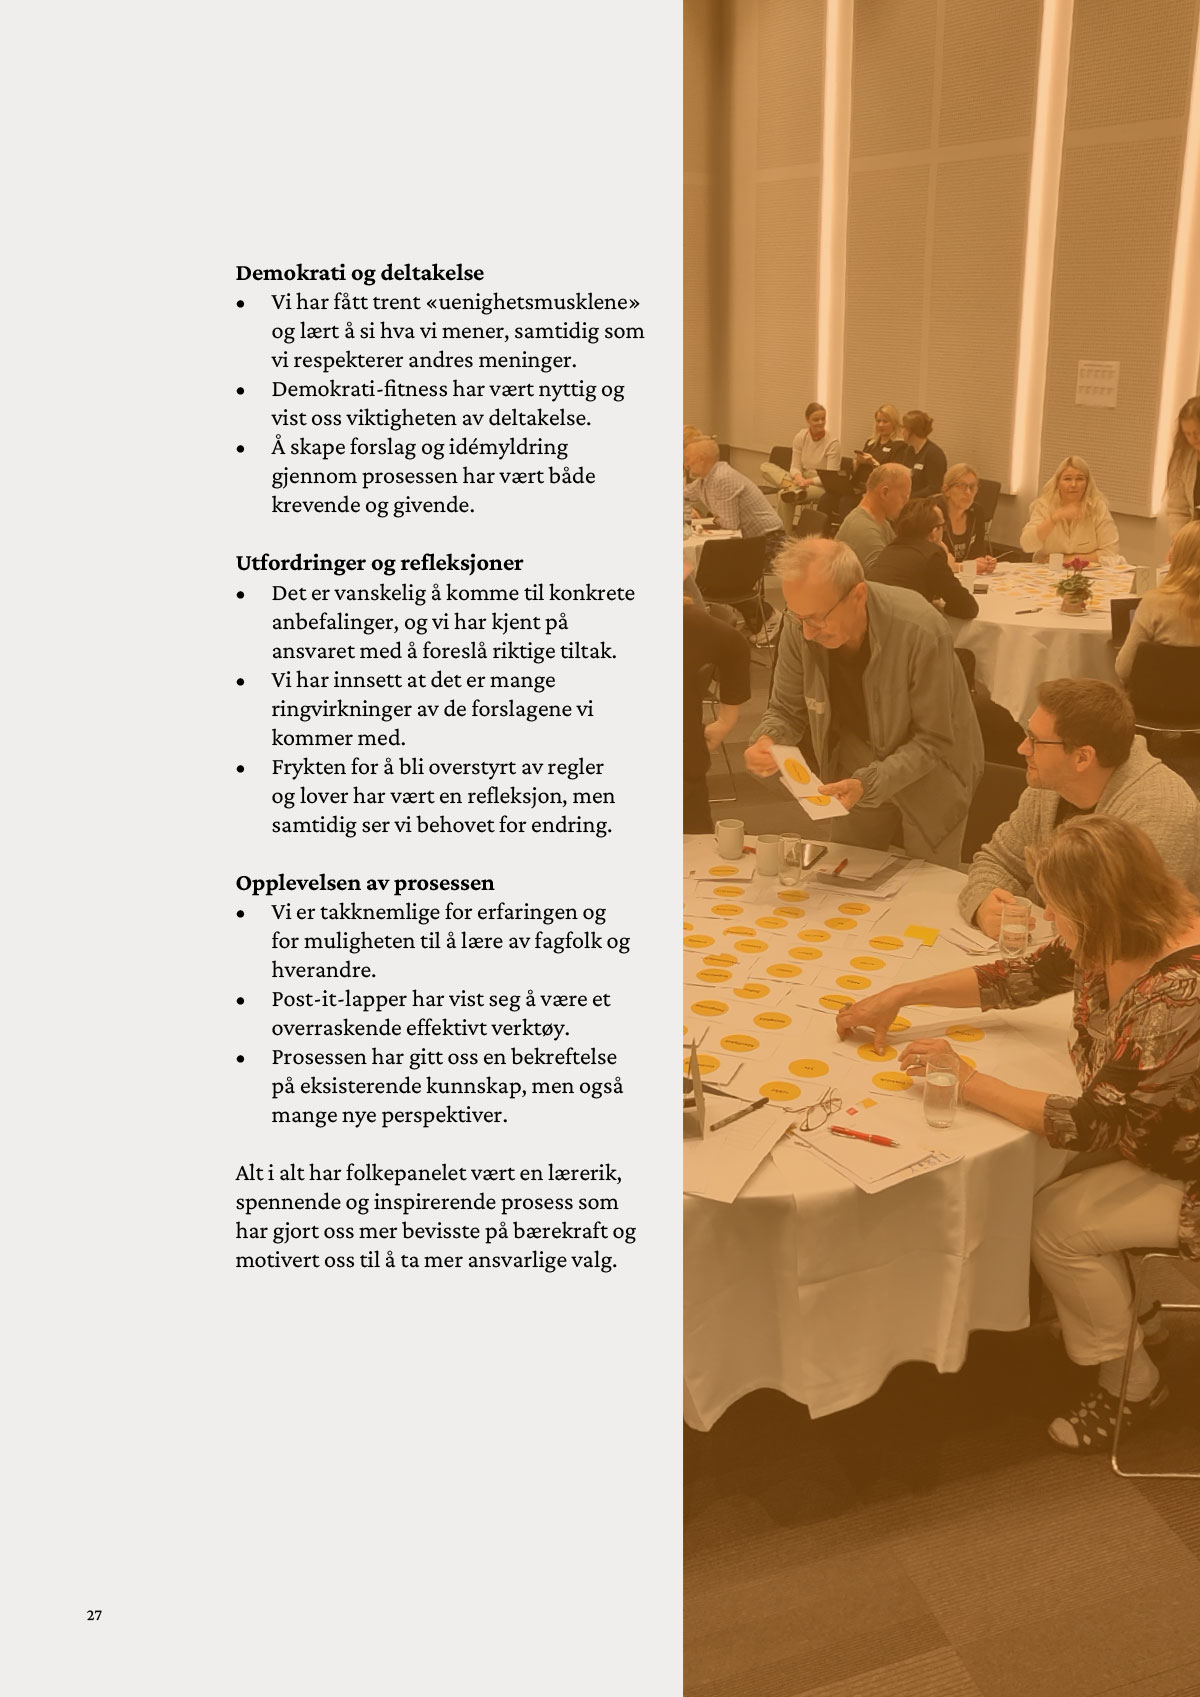 Demokrati og deltakelse
• Vi har fått trent «uenighetsmusklene»
og lært å si hva vi mener, samtidig som
vi respekterer andres meninger.
• Demokrati-fitness har vært nyttig og
vist oss viktigheten av deltakelse.
• Å skape forslag og idémyldring
gjennom prosessen har vært både
krevende og givende.
Utfordringer og refleksjoner
• Det er vanskelig å komme til konkrete
anbefalinger, og vi har kjent på
ansvaret med å foreslå riktige tiltak.
• Vi har innsett at det er mange
ringvirkninger av de forslagene vi
kommer med.
• Frykten for å bli overstyrt av regler
og lover har vært en refleksjon, men
samtidig ser vi behovet for endring.
Opplevelsen av prosessen
• Vi er takknemlige for erfaringen og
for muligheten til å lære av fagfolk og
hverandre.
• Post-it-lapper har vist seg å være et
overraskende effektivt verktøy.
• Prosessen har gitt oss en bekreftelse
på eksisterende kunnskap, men også
mange nye perspektiver.
Alt i alt har folkepanelet vært en lærerik,
spennende og inspirerende prosess som
har gjort oss mer bevisste på bærekraft og
motivert oss til å ta mer ansvarlige valg.
27